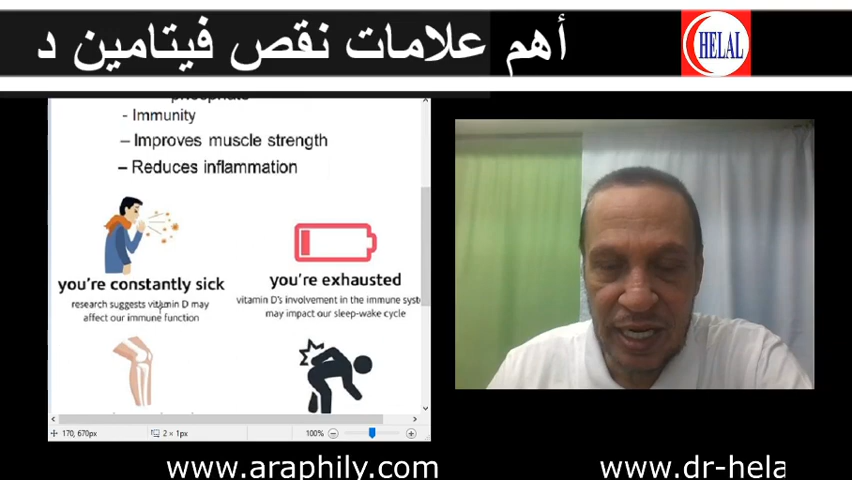 أهم علامات نقص فيتامين د
HELAL
phosphate
- Immunity
– Improves muscle strength
– Reduces inflammation
you're constantly sick
research suggests vitamin D may
affect our immune function
you're exhausted
vitamin D's involvement in the immune syst
may impact our sleep-wake cycle
170, 670px
2 × 1px
100%
www.araphily.com
www.dr-hela